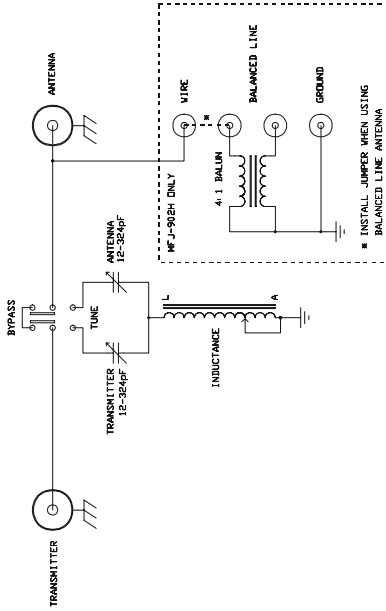 TRANSMITTER
BYPASS
ANTENNA
TUNE
TRANSMITTER
12-324pF
ANTENNA
12-324pF
INDUCTANCE
L
A
MFJ-902H ONLY
WIRE
*
4:1 BALUN
BALANCED LINE
GROUND
* INSTALL JUMPER WHEN USING
BALANCED LINE ANTENNA